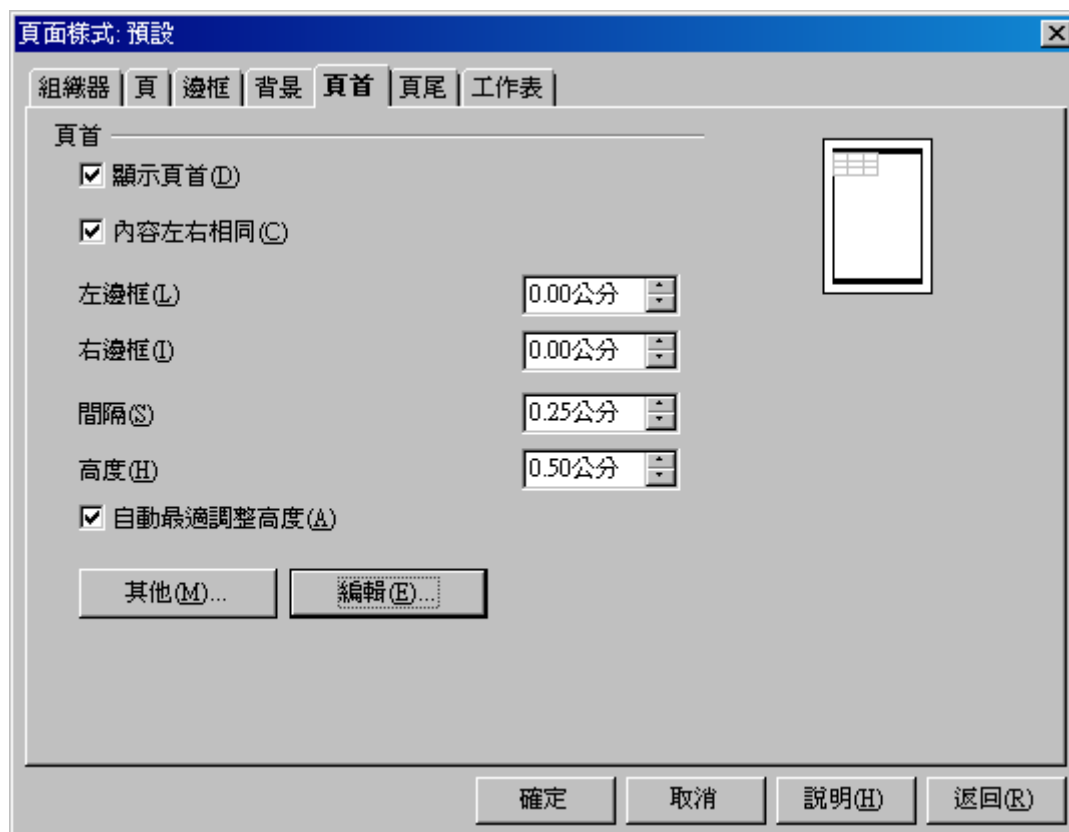 頁面樣式: 預設
組織器 頁 邊框 背景 頁首 頁尾 工作表
頁首
顯示頁首(D)
內容左右相同(C)
左邊框(L) 0.00公分
右邊框(I) 0.00公分
間隔(S) 0.25公分
高度(H) 0.50公分
自動最適調整高度(A)
其他(M)... 編輯(E)...
確定 取消 說明(H) 返回(R)